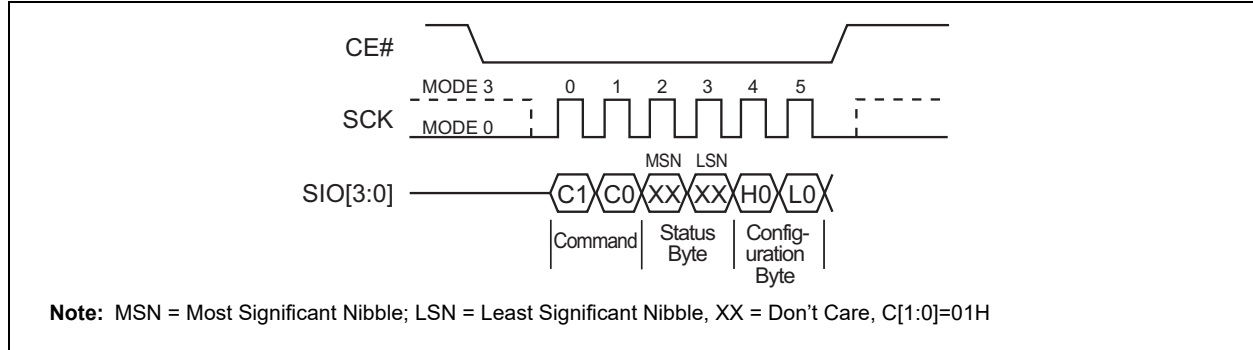 CE#
MODE 3 0 1 2 3 4 5
SCK
MODE 0
MSN LSN
SIO[3:0] C1 C0 XX XX H0 L0
Command Status Byte Config-
uration
Byte
Note: MSN = Most Significant Nibble; LSN = Least Significant Nibble, XX = Don't Care, C[1:0]=01H